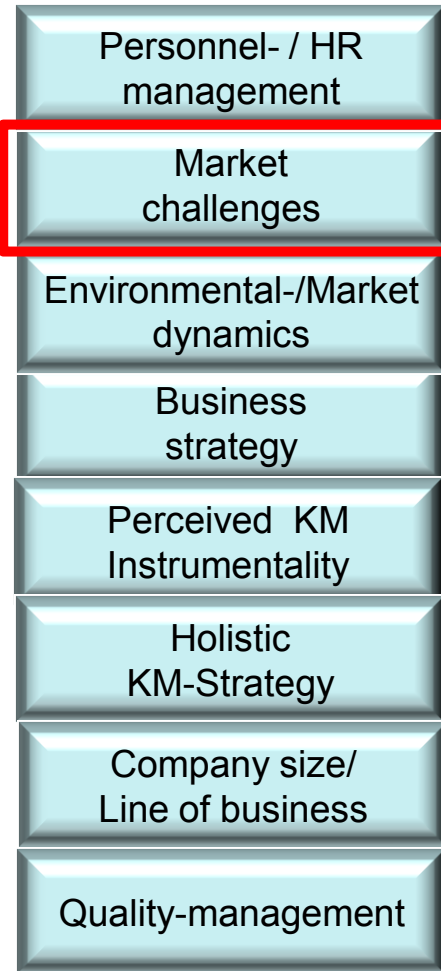 Personnel- / HR
management
Market
challenges
Environmental-/Market
dynamics
Business
strategy
Perceived  KM
Instrumentality
Holistic
KM-Strategy
Company size/
Line of business
Quality-management